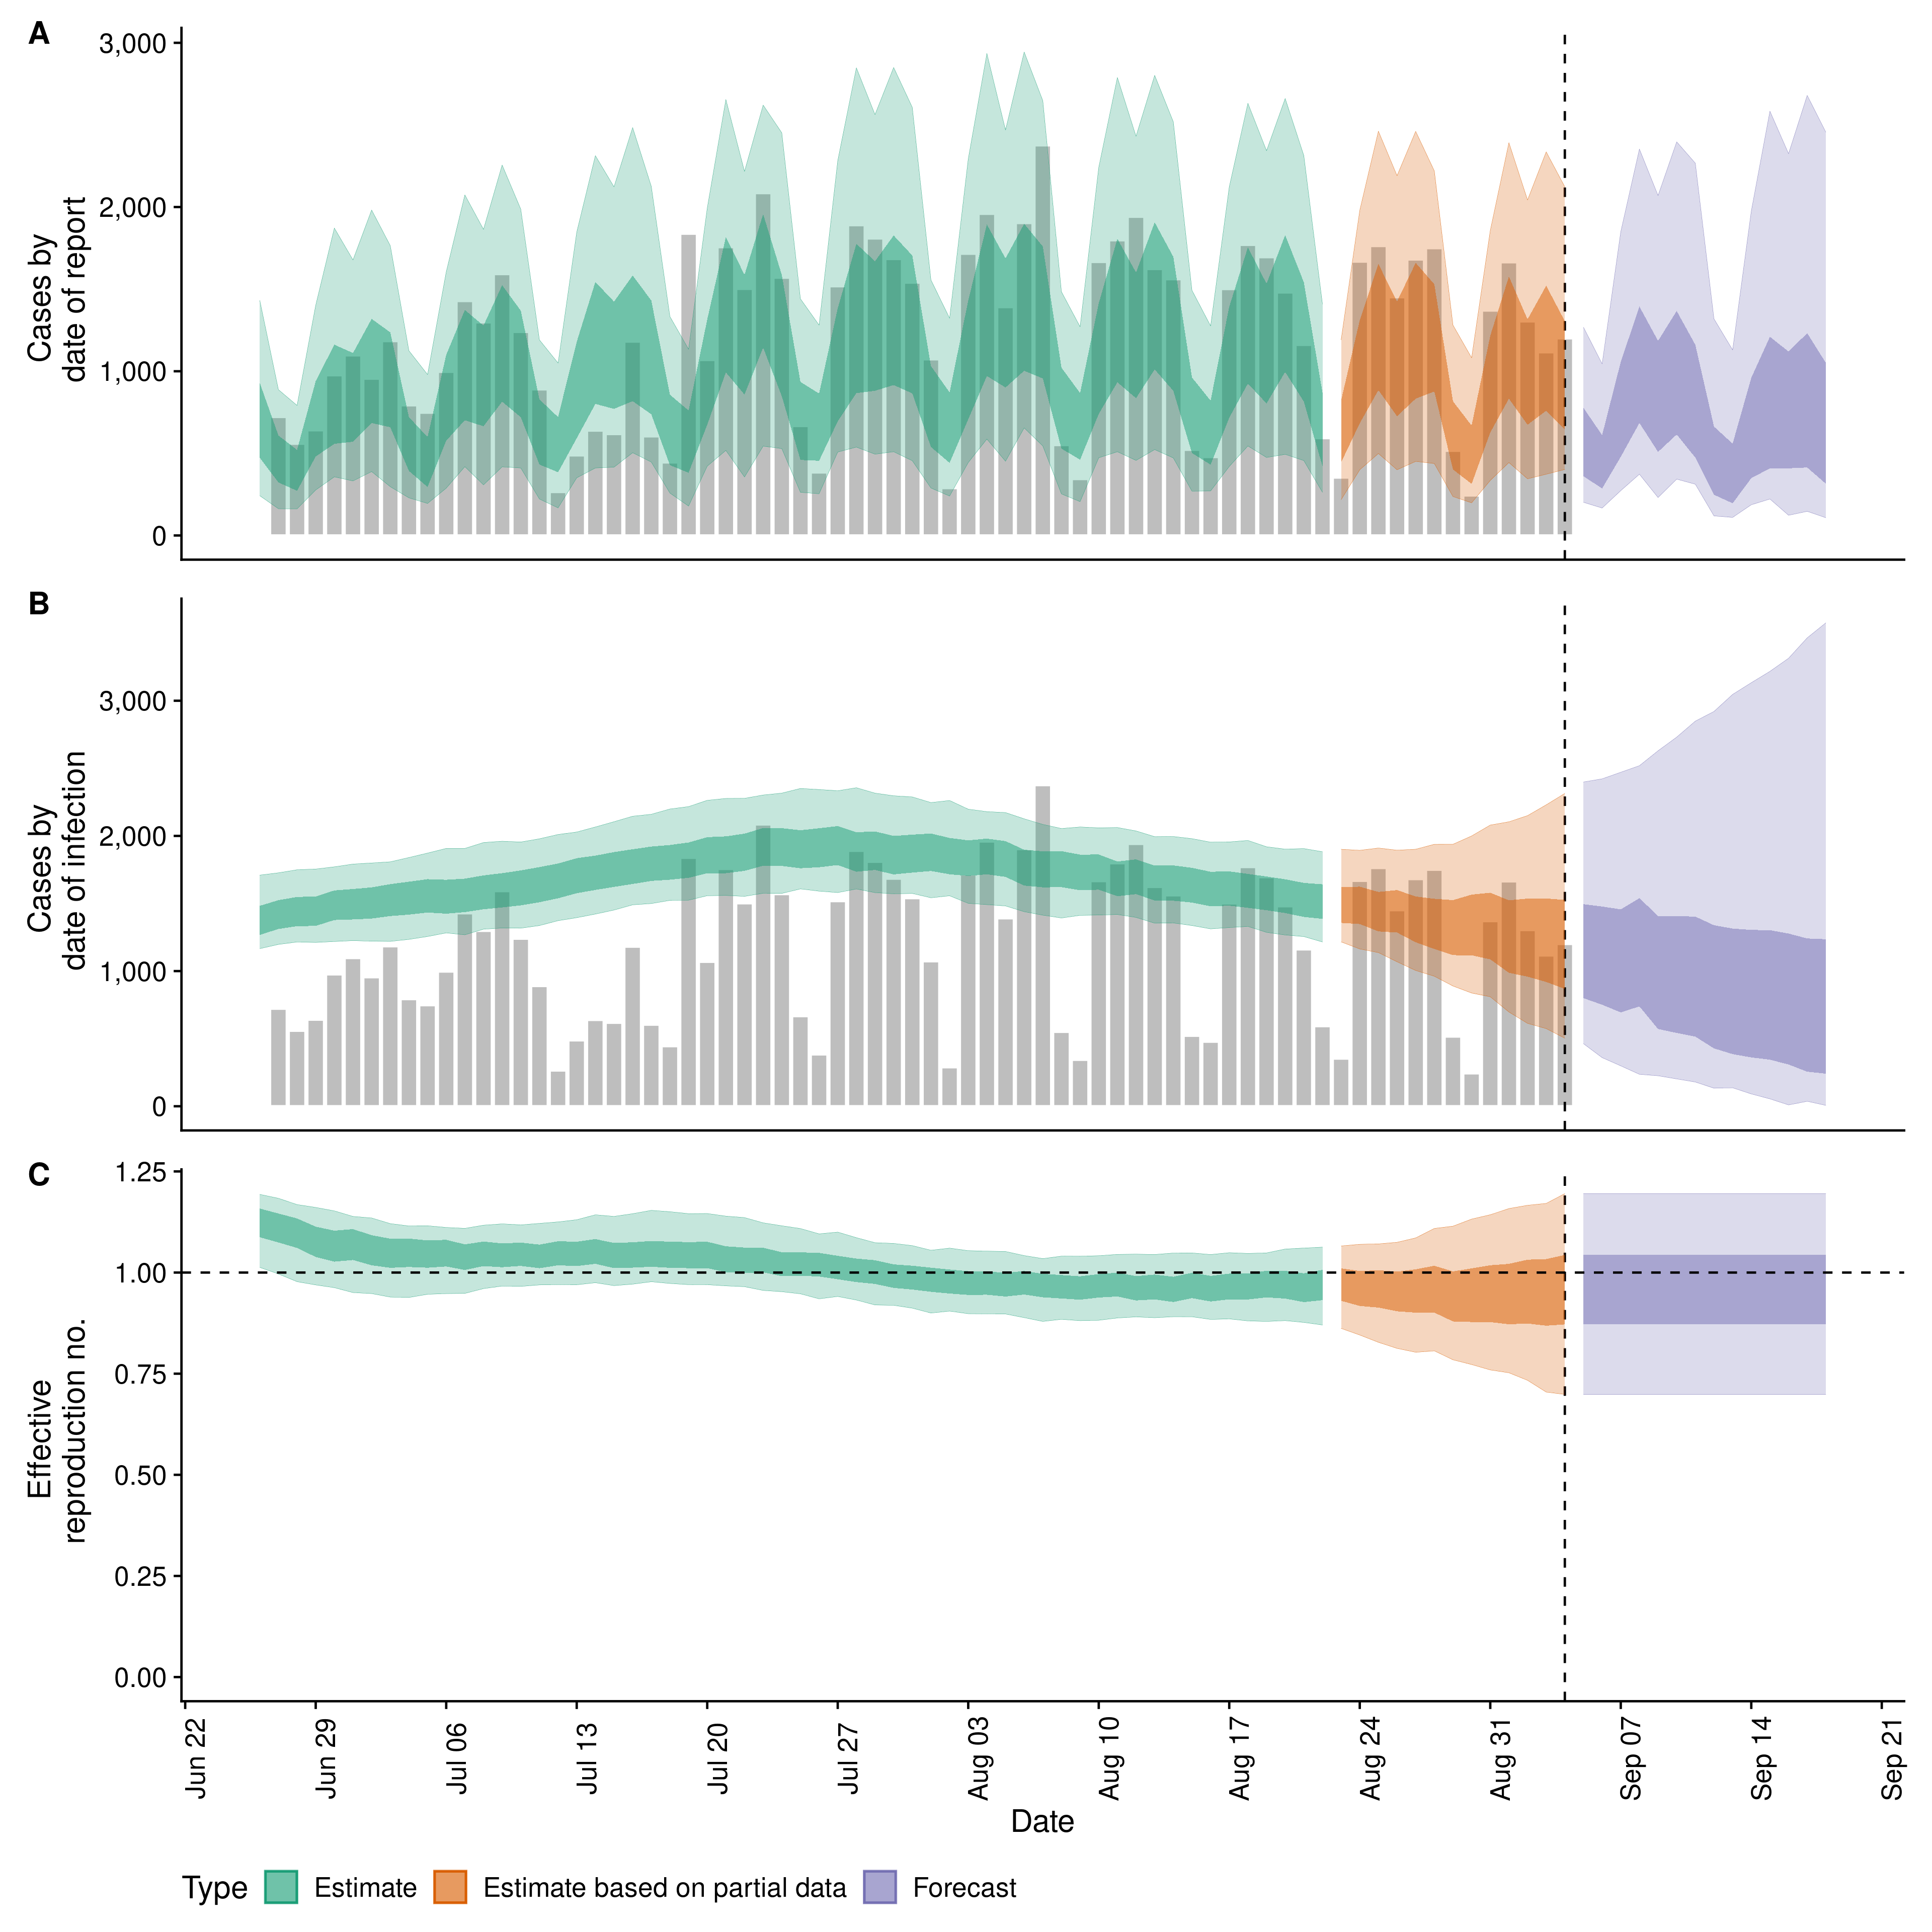 A
3,000
2,000
1,000
0
Cases by
date of report
B
3,000
2,000
1,000
0
Cases by
date of infection
C
1.25
1.00
0.75
0.50
0.25
0.00
Effective
reproduction no.
Jun 22
Jun 29
Jul 06
Jul 13
Jul 20
Jul 27
Aug 03
Aug 10
Aug 17
Aug 24
Aug 31
Sep 07
Sep 14
Sep 21
Date
Type Estimate Estimate based on partial data Forecast